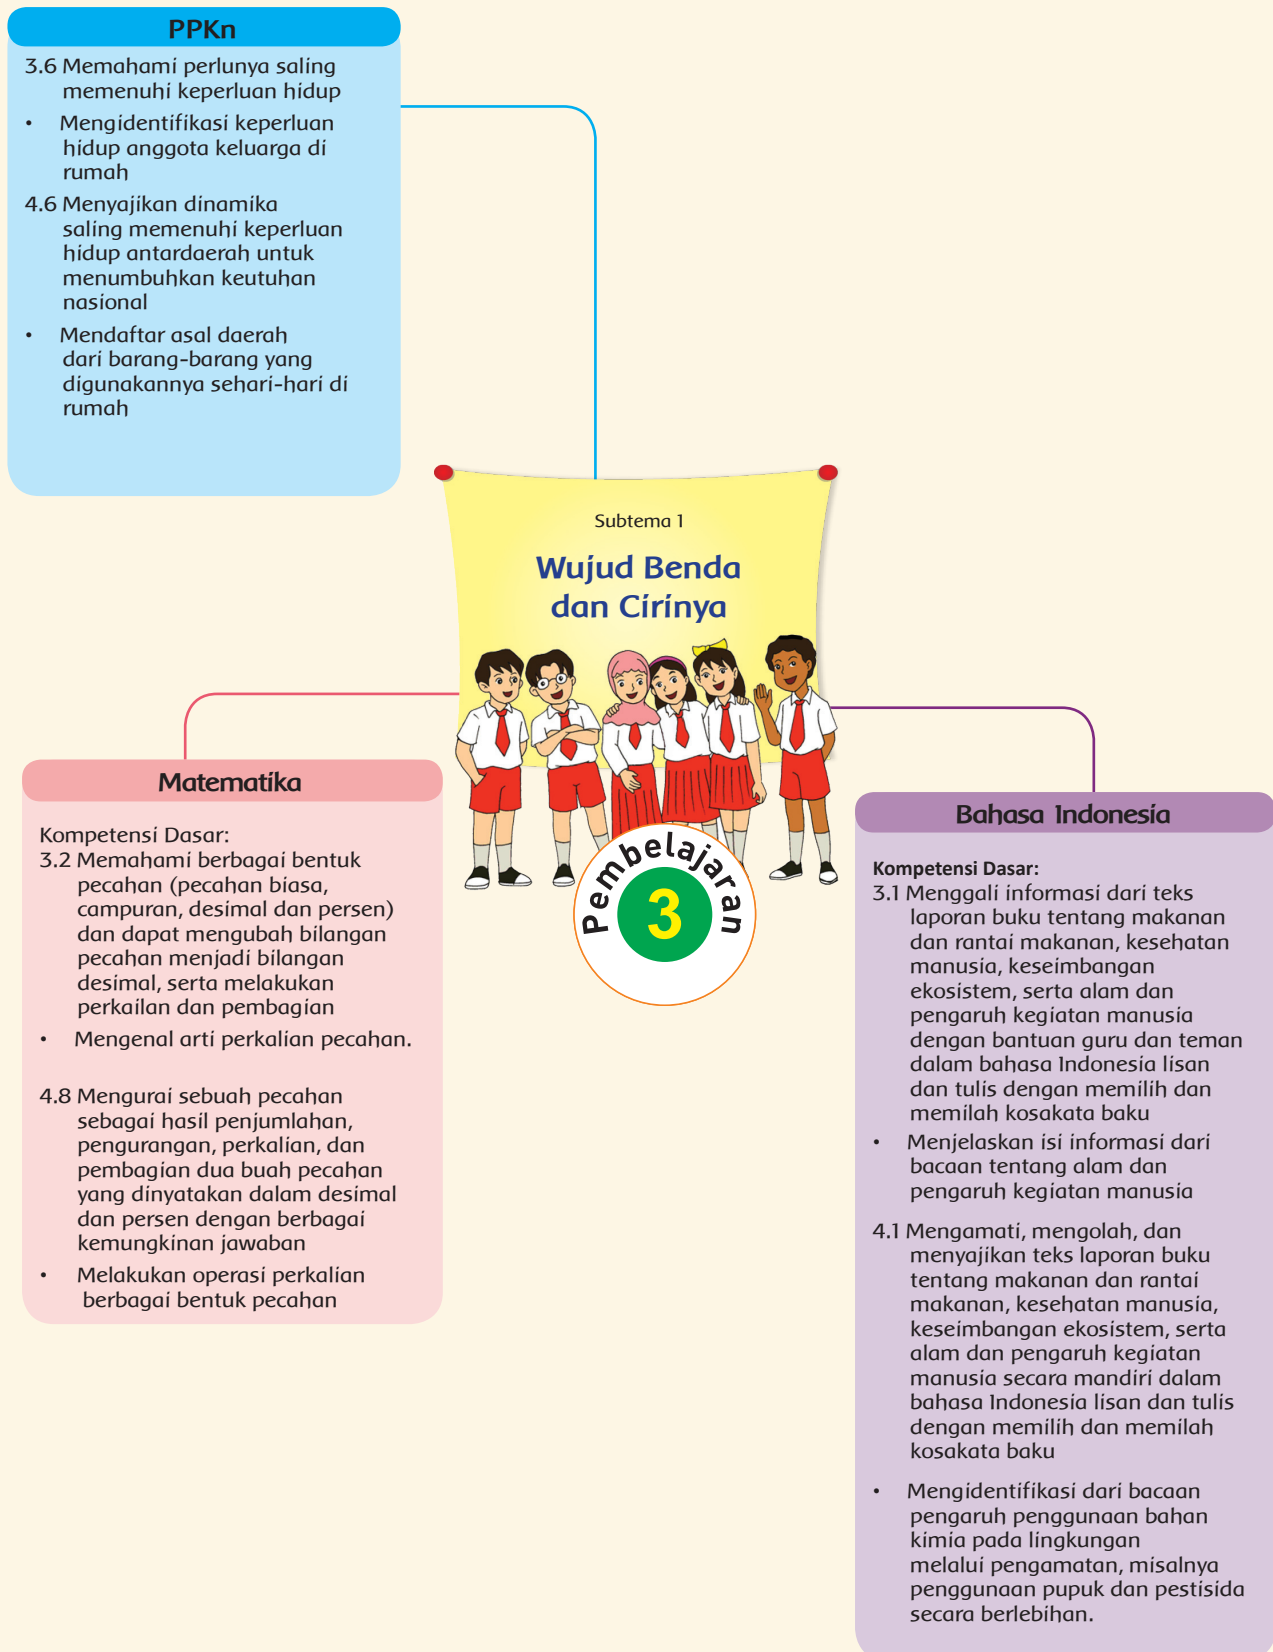 PPKn
3.6 Memahami perlunya saling
memenuhi keperluan hidup
• Mengidentifikasi keperluan
hidup anggota keluarga di
rumah
4.6 Menyajikan dinamika
saling memenuhi keperluan
hidup antardaerah untuk
menumbuhkan keutuhan
nasional
• Mendaftar asal daerah
dari barang-barang yang
digunakannya sehari-hari di
rumah
Subtema 1
Wujud Benda
dan Cirinya
Pembelajaran
3
Matematika
Kompetensi Dasar:
3.2 Memahami berbagai bentuk
pecahan (pecahan biasa,
campuran, desimal dan persen)
dan dapat mengubah bilangan
pecahan menjadi bilangan
desimal, serta melakukan
perkailan dan pembagian
• Mengenal arti perkalian pecahan.
4.8 Mengurai sebuah pecahan
sebagai hasil penjumlahan,
pengurangan, perkalian, dan
pembagian dua buah pecahan
yang dinyatakan dalam desimal
dan persen dengan berbagai
kemungkinan jawaban
• Melakukan operasi perkalian
berbagai bentuk pecahan
Bahasa Indonesia
Kompetensi Dasar:
3.1 Menggali informasi dari teks
laporan buku tentang makanan
dan rantai makanan, kesehatan
manusia, keseimbangan
ekosistem, serta alam dan
pengaruh kegiatan manusia
dengan bantuan guru dan teman
dalam bahasa Indonesia lisan
dan tulis dengan memilih dan
memilah kosakata baku
• Menjelaskan isi informasi dari
bacaan tentang alam dan
pengaruh kegiatan manusia
4.1 Mengamati, mengolah, dan
menyajikan teks laporan buku
tentang makanan dan rantai
makanan, kesehatan manusia,
keseimbangan ekosistem, serta
alam dan pengaruh kegiatan
manusia secara mandiri dalam
bahasa Indonesia lisan dan tulis
dengan memilih dan memilah
kosakata baku
• Mengidentifikasi dari bacaan
pengaruh penggunaan bahan
kimia pada lingkungan
melalui pengamatan, misalnya
penggunaan pupuk dan pestisida
secara berlebihan.